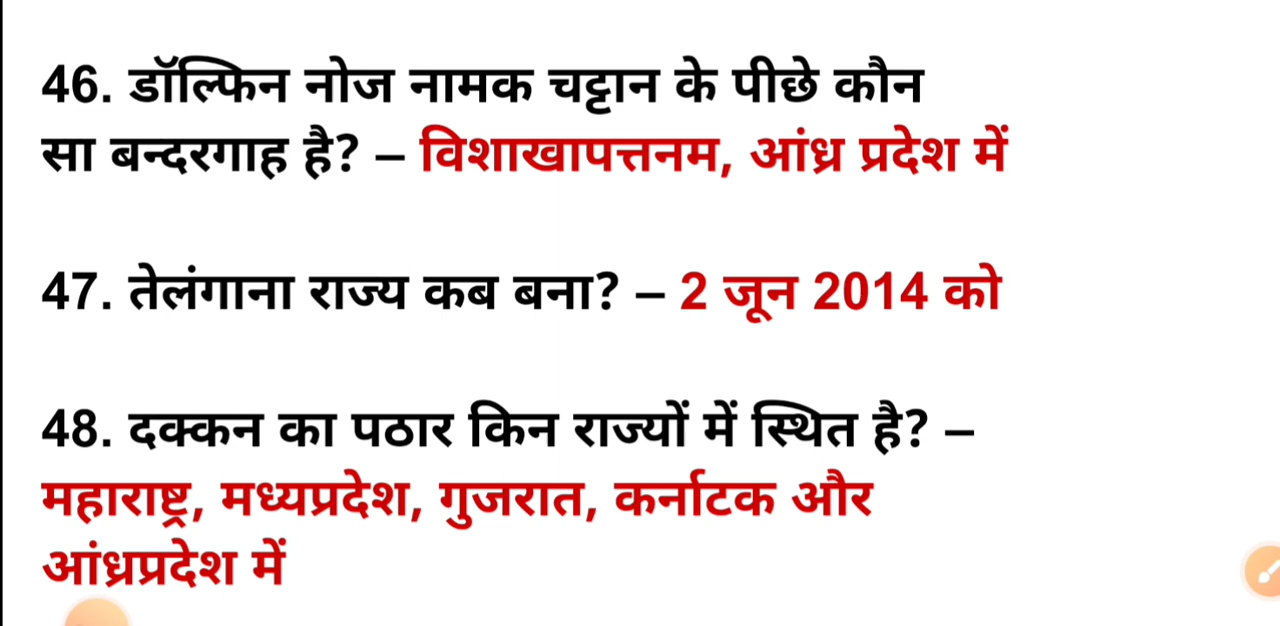 46. डॉल्फिन नोज नामक चट्टान के पीछे कौन
सा बन्दरगाह है? – विशाखापत्तनम, आंध्र प्रदेश में
47. तेलंगाना राज्य कब बना? – 2 जून 2014 को
48. दक्कन का पठार किन राज्यों में स्थित है? –
महाराष्ट्र, मध्यप्रदेश, गुजरात, कर्नाटक और
आंध्रप्रदेश में